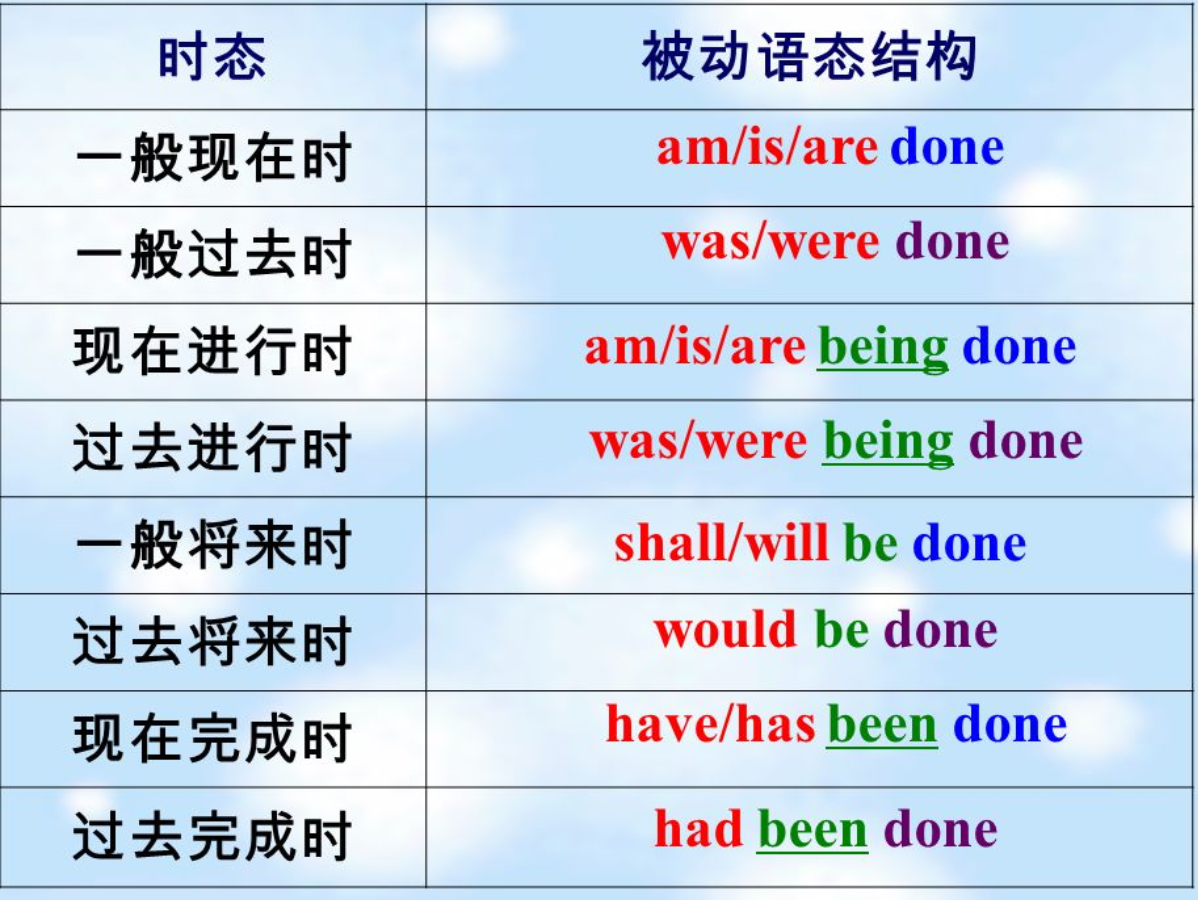 时态 被动语态结构
一般现在时 am/is/are done
一般过去时 was/were done
现在进行时 am/is/are being done
过去进行时 was/were being done
一般将来时 shall/will be done
过去将来时 would be done
现在完成时 have/has been done
过去完成时 had been done